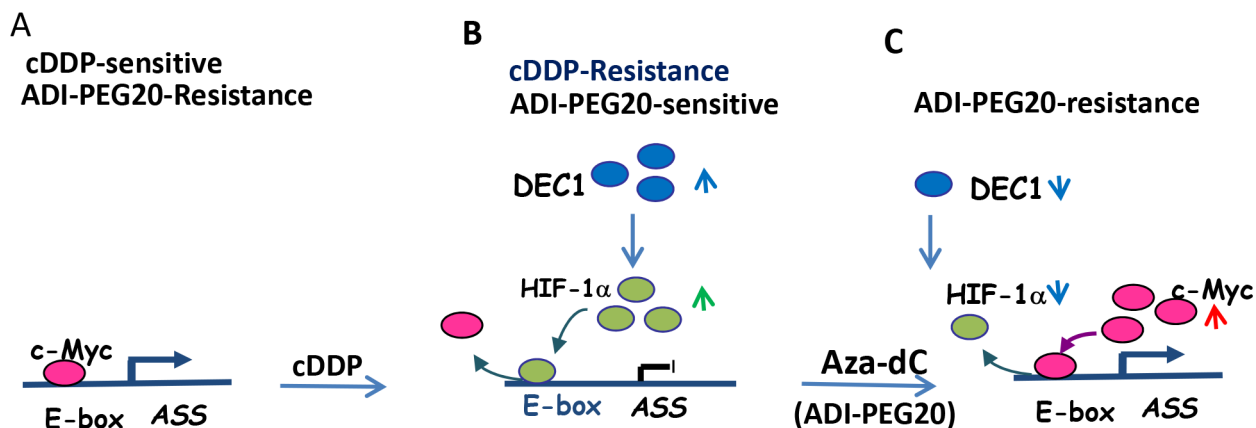 A
cDDP-sensitive
ADI-PEG20-Resistance
c-Myc
E-box ASS
cDDP
B
cDDP-Resistance
ADI-PEG20-sensitive
DEC1
HIF-1α
E-box ASS
Aza-dC
(ADI-PEG20)
C
ADI-PEG20-resistance
DEC1
HIF-1α
c-Myc
E-box ASS